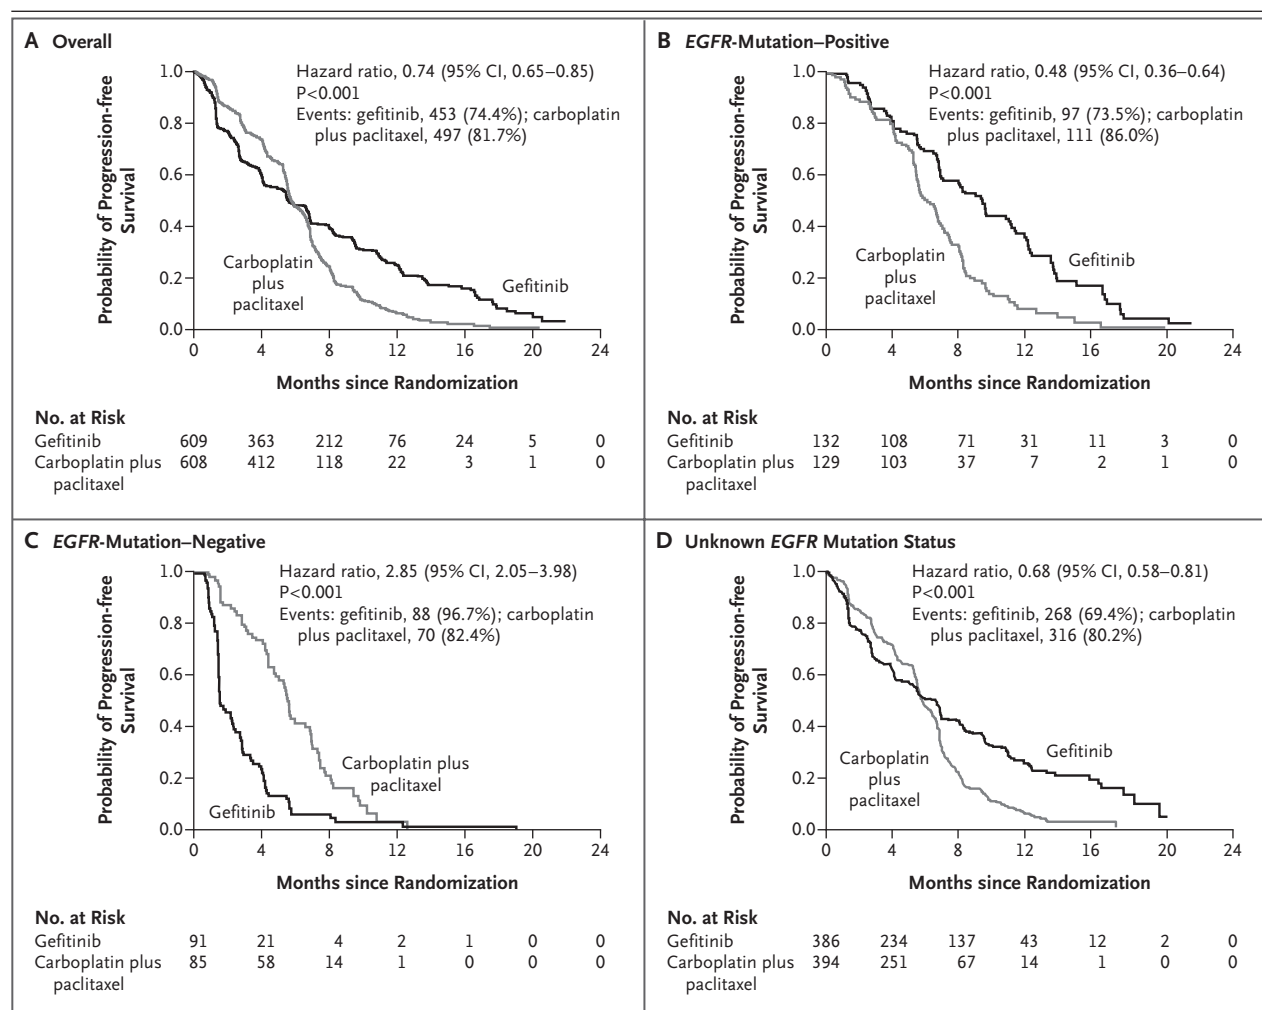 A Overall
Probability of Progression-free
Survival
Hazard ratio, 0.74 (95% CI, 0.65–0.85)
P<0.001
Events: gefitinib, 453 (74.4%); carboplatin
plus paclitaxel, 497 (81.7%)
1.0
0.8
0.6
0.4
0.2
0.0
Carboplatin
plus
paclitaxel
Gefitinib
0 4 8 12 16 20 24
Months since Randomization
No. at Risk
Gefitinib 609 363 212 76 24 5 0
Carboplatin plus 608 412 118 22 3 1 0
paclitaxel
B EGFR-Mutation–Positive
Probability of Progression-free
Survival
Hazard ratio, 0.48 (95% CI, 0.36–0.64)
P<0.001
Events: gefitinib, 97 (73.5%); carboplatin
plus paclitaxel, 111 (86.0%)
1.0
0.8
0.6
0.4
0.2
0.0
Carboplatin
plus
paclitaxel
Gefitinib
0 4 8 12 16 20 24
Months since Randomization
No. at Risk
Gefitinib 132 108 71 31 11 3 0
Carboplatin plus 129 103 37 7 2 1 0
paclitaxel
C EGFR-Mutation–Negative
Probability of Progression-free
Survival
Hazard ratio, 2.85 (95% CI, 2.05–3.98)
P<0.001
Events: gefitinib, 88 (96.7%); carboplatin
plus paclitaxel, 70 (82.4%)
1.0
0.8
0.6
0.4
0.2
0.0
Carboplatin plus
paclitaxel
Gefitinib
0 4 8 12 16 20 24
Months since Randomization
No. at Risk
Gefitinib 91 21 4 2 1 0 0
Carboplatin plus 85 58 14 1 0 0 0
paclitaxel
D Unknown EGFR Mutation Status
Probability of Progression-free
Survival
Hazard ratio, 0.68 (95% CI, 0.58–0.81)
P<0.001
Events: gefitinib, 268 (69.4%); carboplatin
plus paclitaxel, 316 (80.2%)
1.0
0.8
0.6
0.4
0.2
0.0
Carboplatin
plus
paclitaxel
Gefitinib
0 4 8 12 16 20 24
Months since Randomization
No. at Risk
Gefitinib 386 234 137 43 12 2 0
Carboplatin plus 394 251 67 14 1 0 0
paclitaxel